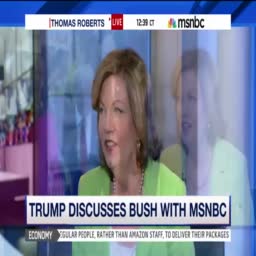 THOMAS ROBERTS LIVE 12:39 CT msnbc
TRUMP DISCUSSES BUSH WITH MSNBC
ECONOMY EGULAR PEOPLE, RATHER THAN AMAZON STAFF, TO DELIVER THEIR PACKAGES